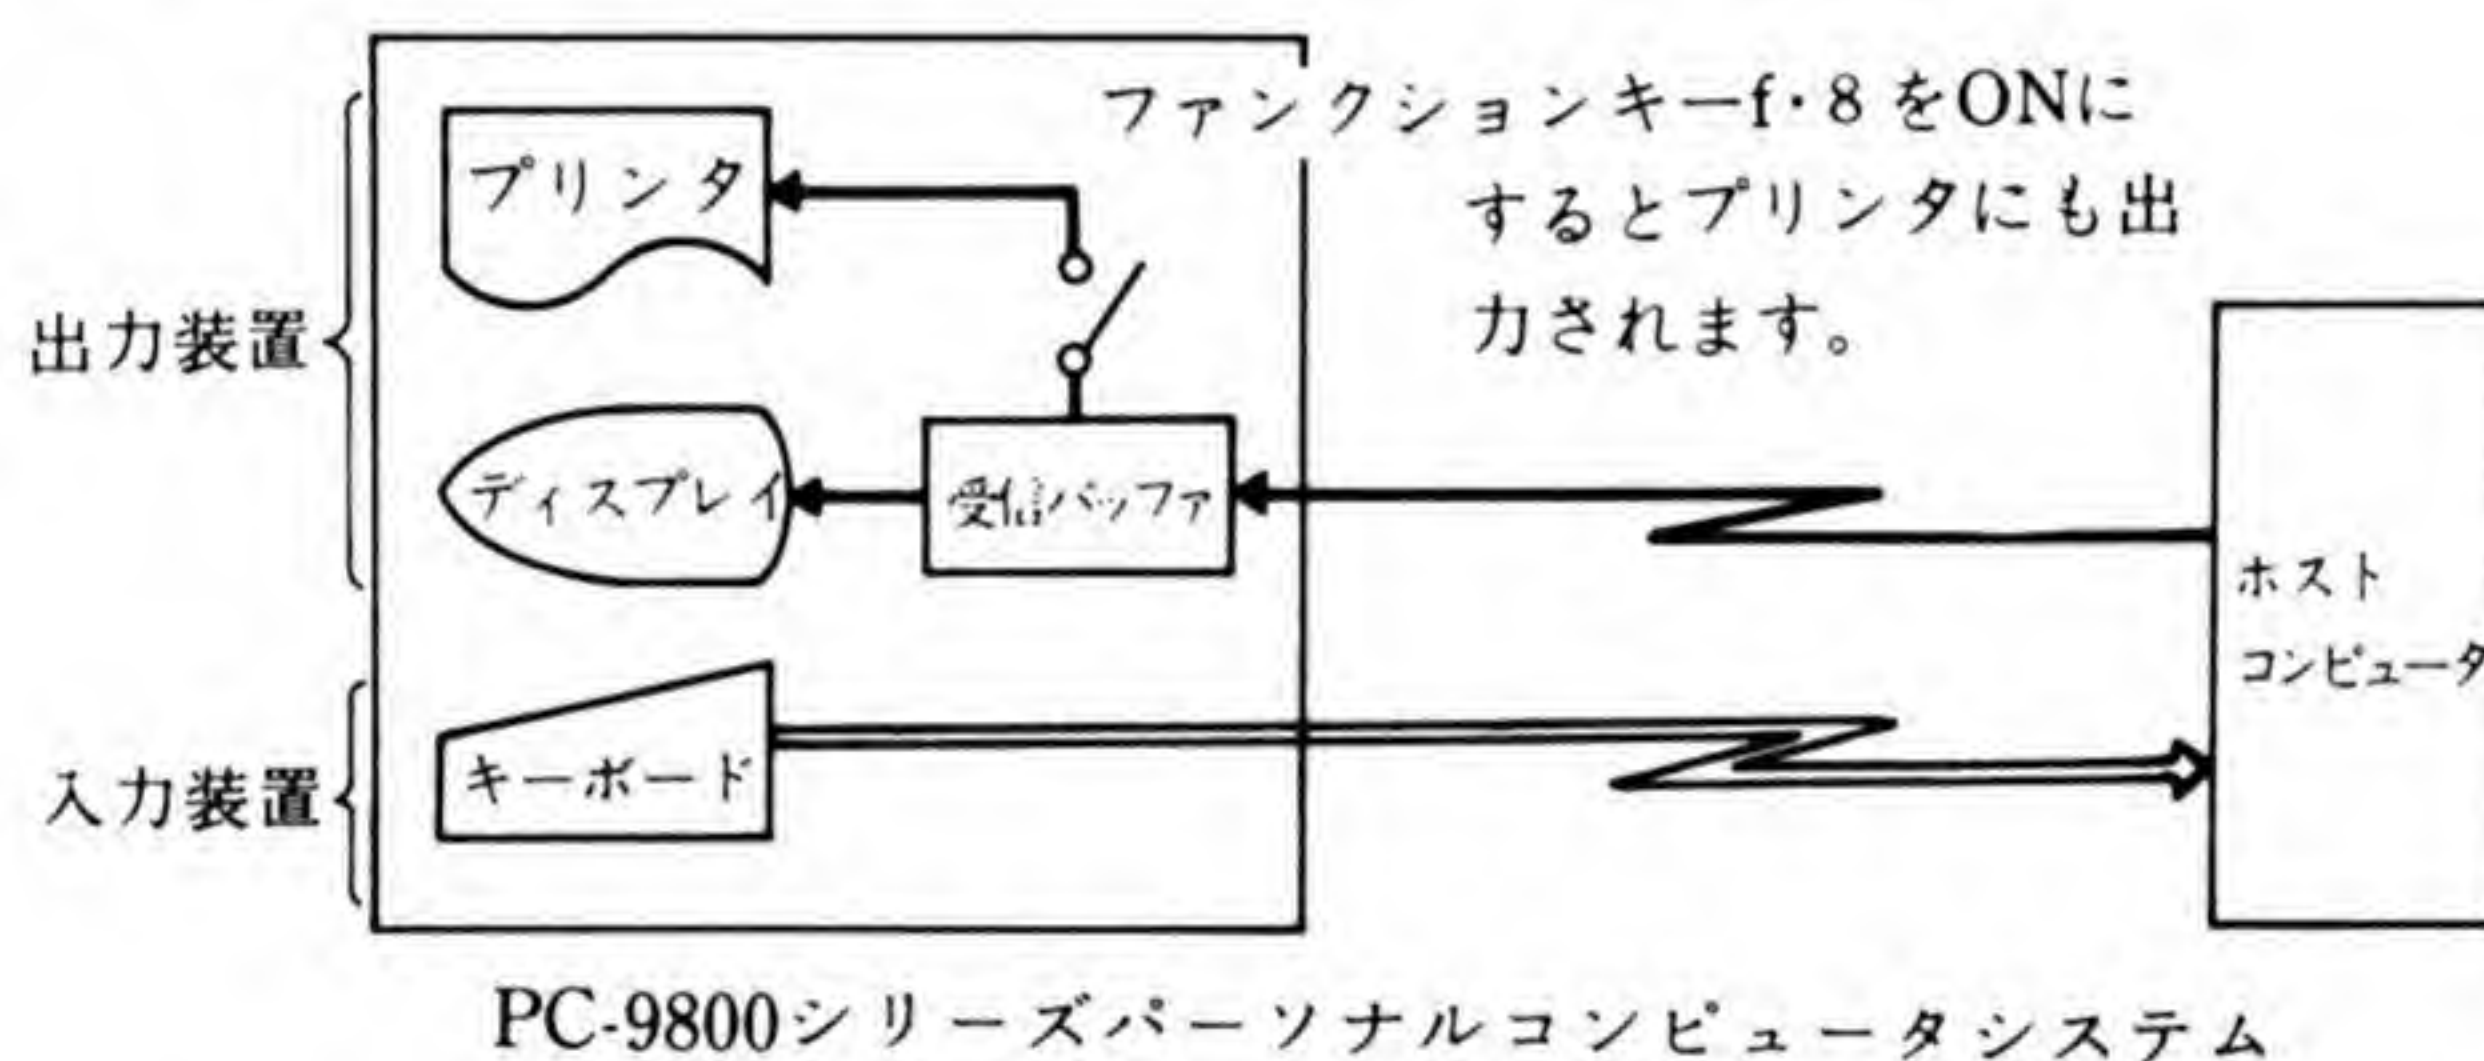 ファンクションキーf・8 をONに
するとプリンタにも出
力されます。
出力装置
プリンタ
ディスプレイ
受信バッファ
ホスト
コンピュータ
入力装置
キーボード
PC-9800シリーズパーソナルコンピュータシステム